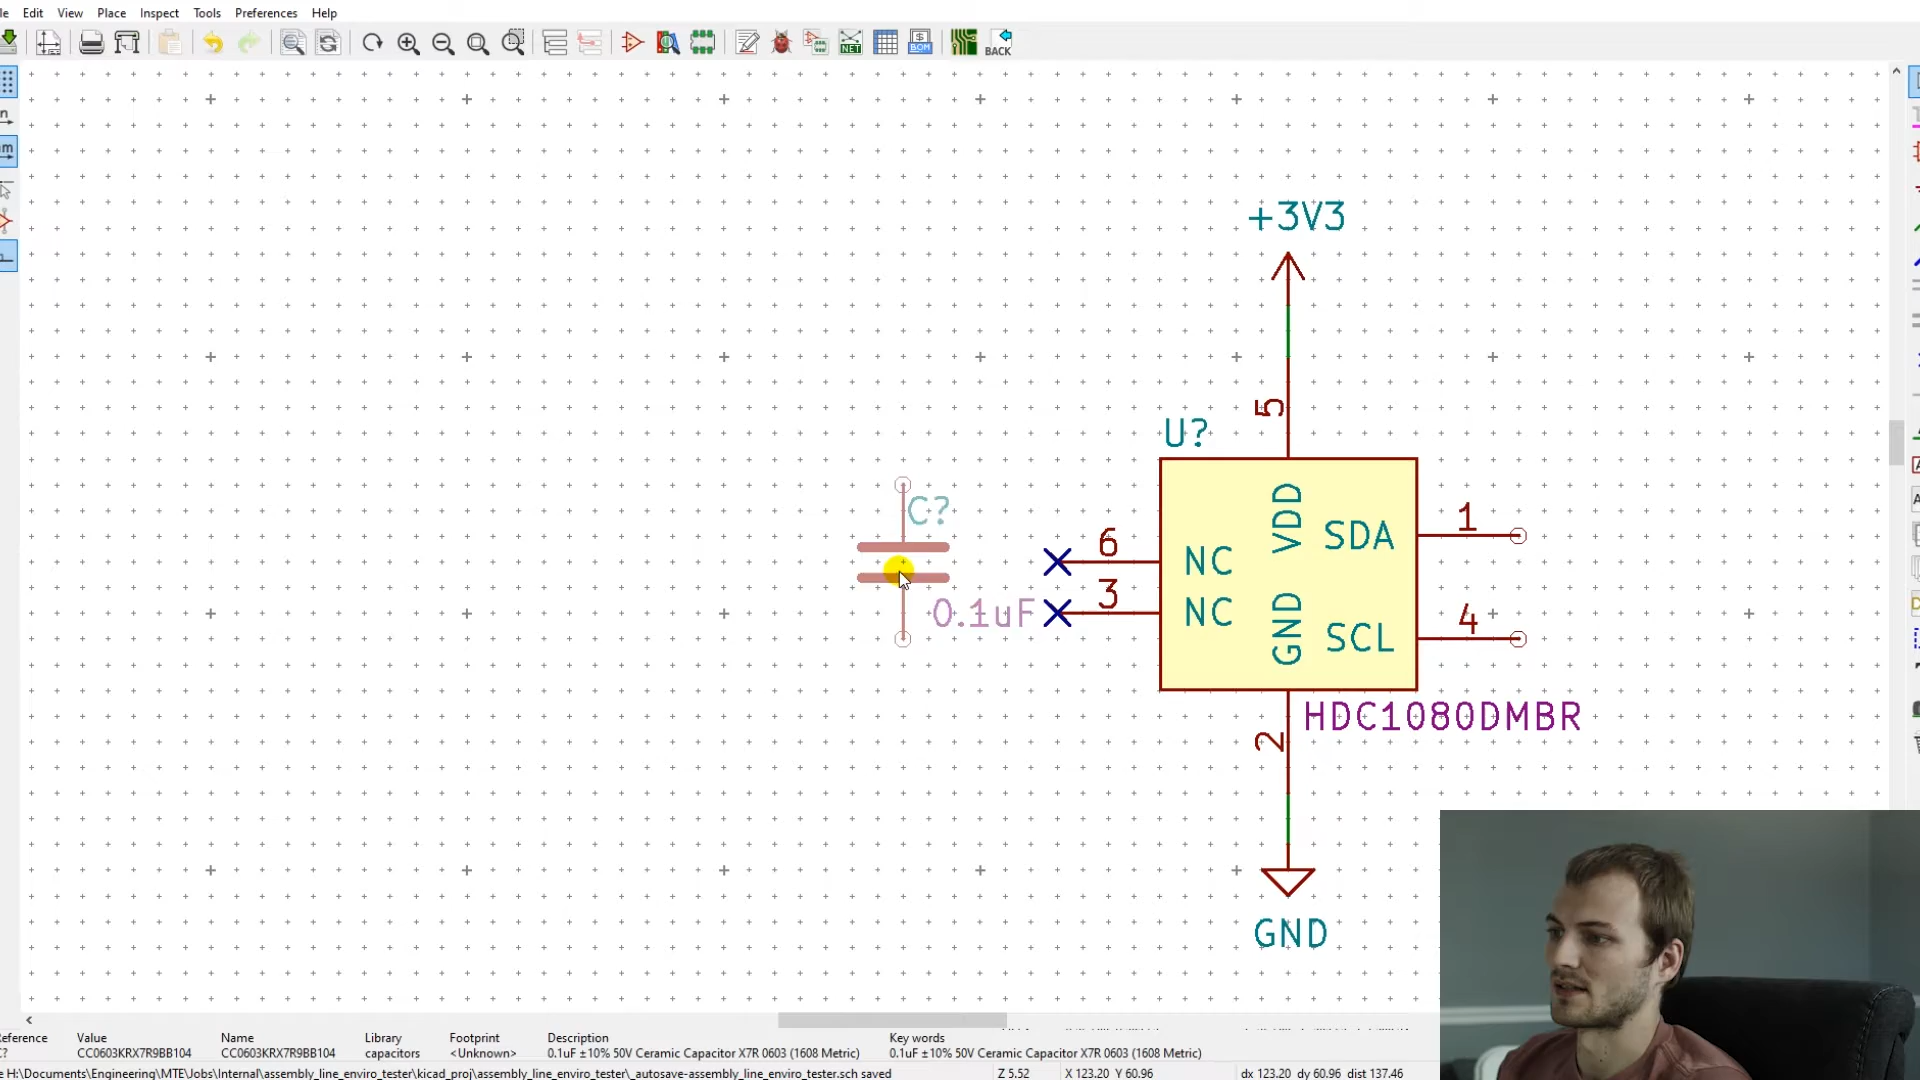 le Edit View Place Inspect Tools Preferences Help
NET
BOM
BACK
n
am
+3V3
5
U?
C?
0.1uF
6
3
NC
NC
VDD
GND
SDA
SCL
1
4
HDC1080DMBR
2
GND
eference Value Name Library Footprint Description Key words
C? CC0603KRX7R9BB104 CC0603KRX7R9BB104 capacitors <Unknown> 0.1uF ±10% 50V Ceramic Capacitor X7R 0603 (1608 Metric) 0.1uF ±10% 50V Ceramic Capacitor X7R 0603 (1608 Metric)
e H:\Documents\Engineering\MTE\Jobs\Internal\assembly_line_enviro_tester\kicad_proj\assembly_line_enviro_tester\_autosave-assembly_line_enviro_tester.sch saved Z 5.52 X 123.20 Y 60.96 dx 123.20 dy 60.96 dist 137.46